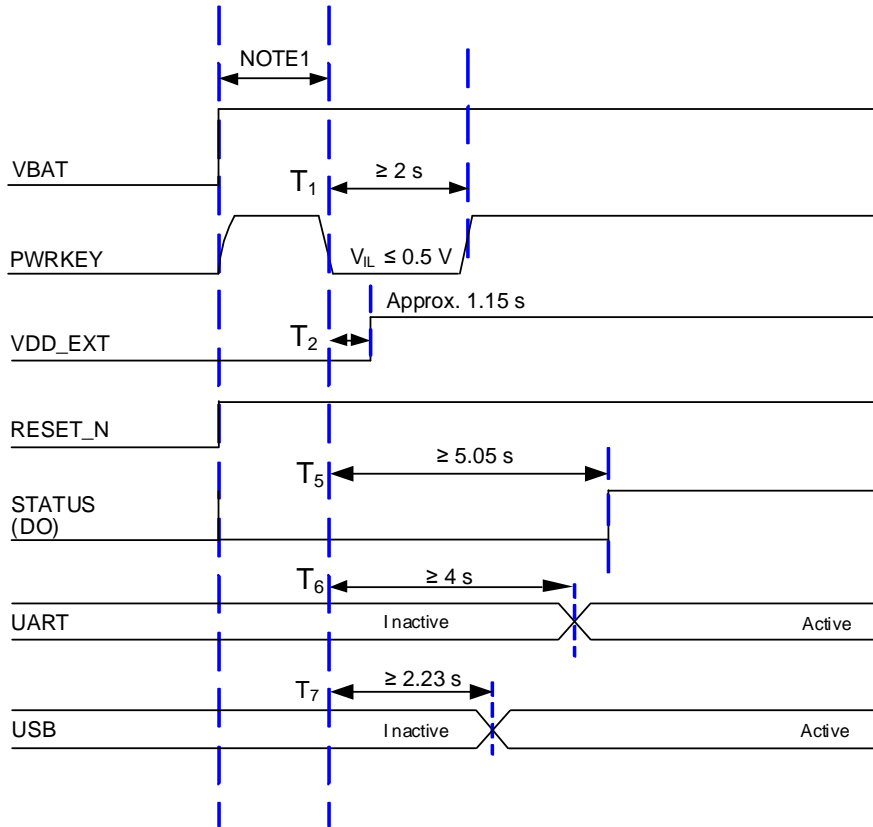 NOTE1
VBAT
T₁
≥ 2 s
PWRKEY
V_IL ≤ 0.5 V
Approx. 1.15 s
VDD_EXT
T₂
RESET_N
T₅
≥ 5.05 s
STATUS
(DO)
T₆
≥ 4 s
UART
Inactive
Active
T₇
≥ 2.23 s
USB
Inactive
Active